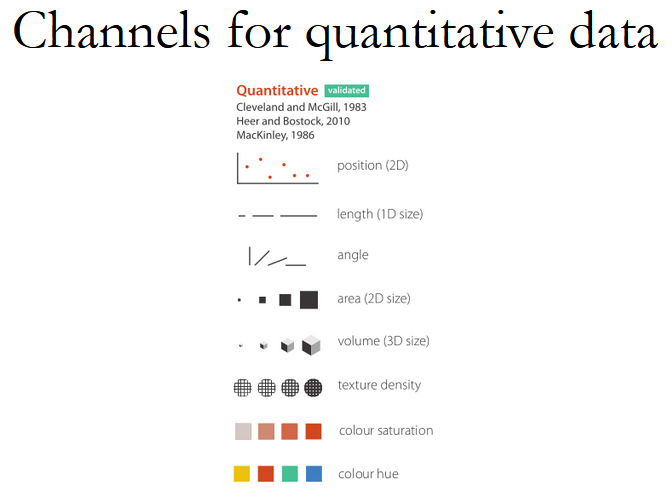 Channels for quantitative data
Quantitative validated
Cleveland and McGill, 1983
Heer and Bostock, 2010
MacKinley, 1986
position (2D)
length (1D size)
angle
area (2D size)
volume (3D size)
texture density
colour saturation
colour hue